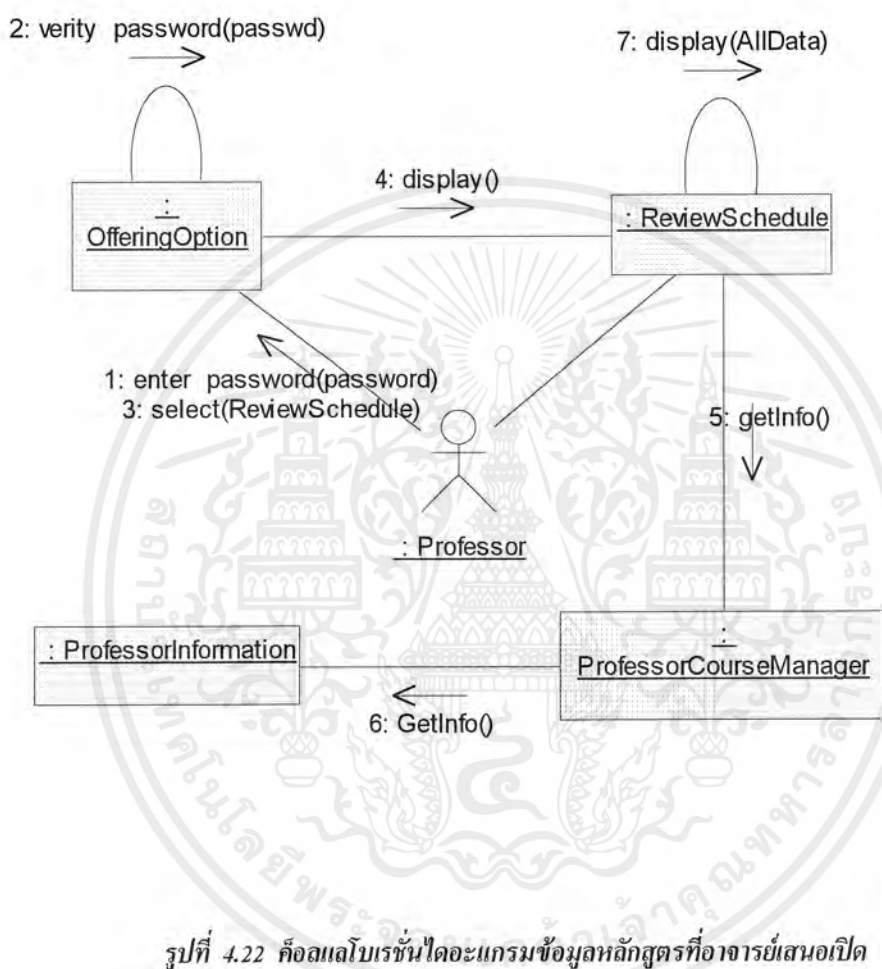 2: verity password(passwd)
7: display(AllData)
4: display()
:
OfferingOption
: ReviewSchedule
1: enter password(password)
3: select(ReviewSchedule)
5: getInfo()
: Professor
: ProfessorInformation
:
ProfessorCourseManager
6: GetInfo()
รูปที่ 4.22 ค็อลแลโบเรชั่นไดอะแกรมข้อมูลหลักสูตรที่อาจารย์เสนอเปิด